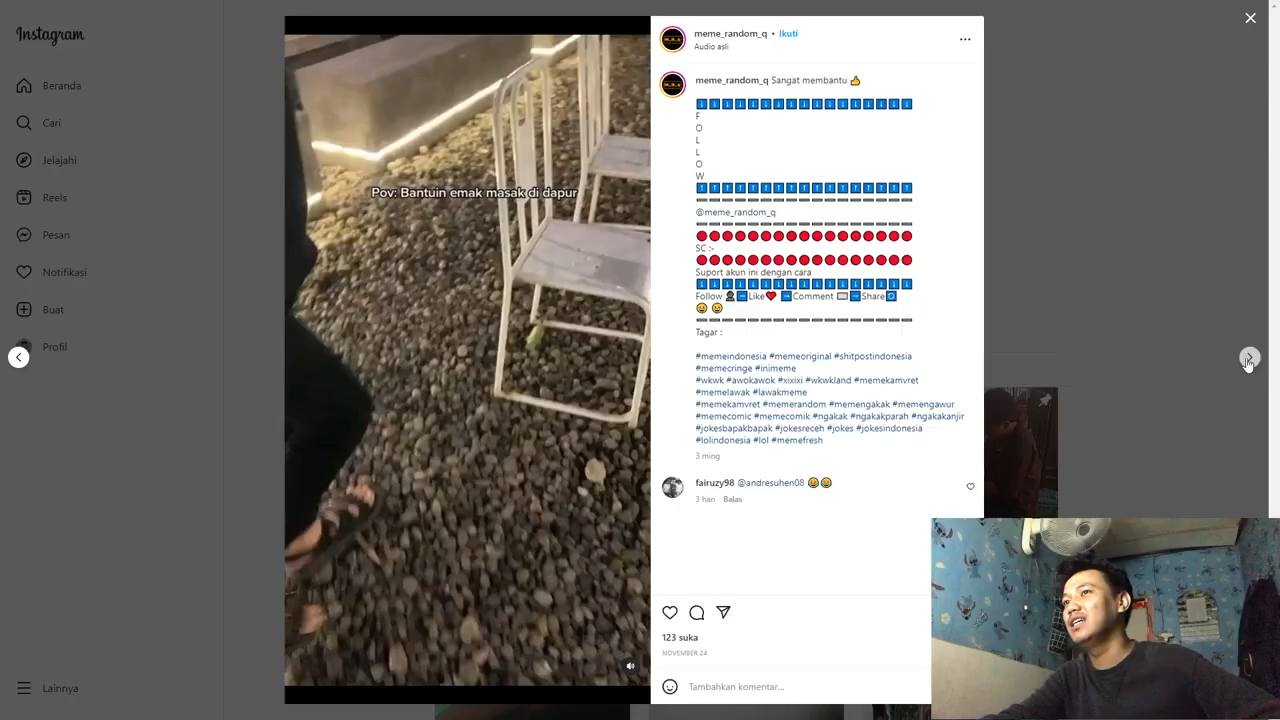 Instagram
Beranda
Cari
Jelajahi
Reels
Pesan
Notifikasi
Buat
Profil
Lainnya
Pov: Bantuin emak masak di dapur
meme_random_q • Ikuti
Audio asli
meme_random_q Sangat membantu 👍
⬇️⬇️⬇️⬇️⬇️⬇️⬇️⬇️⬇️⬇️⬇️⬇️⬇️⬇️⬇️⬇️⬇️
F
O
L
L
O
W
⬆️⬆️⬆️⬆️⬆️⬆️⬆️⬆️⬆️⬆️⬆️⬆️⬆️⬆️⬆️⬆️⬆️
➖➖➖➖➖➖➖➖➖➖➖➖➖➖➖➖➖
@meme_random_q
➖➖➖➖➖➖➖➖➖➖➖➖➖➖➖➖➖
🔴🔴🔴🔴🔴🔴🔴🔴🔴🔴🔴🔴🔴🔴🔴🔴🔴
SC :-
🔴🔴🔴🔴🔴🔴🔴🔴🔴🔴🔴🔴🔴🔴🔴🔴🔴
Suport akun ini dengan cara
⬇️⬇️⬇️⬇️⬇️⬇️⬇️⬇️⬇️⬇️⬇️⬇️⬇️⬇️⬇️⬇️⬇️
Follow 👤➡️Like❤️ ➡️Comment ➡️Share🔄
😄 😄
➖➖➖➖➖➖➖➖➖➖➖➖➖➖➖➖➖
Tagar :
#memeindonesia #memeoriginal #shitpostindonesia
#memecringe #inimeme
#wkwk #awokawok #xixixi #wkwkland #memekamvret
#memelawak #lawakmeme
#memekamvret #memerandom #memengakak #memengawur
#memecomic #memecomik #ngakak #ngakakparah #ngakakanjir
#jokesbapakbapak #jokesreceh #jokes #jokesindonesia
#lolindonesia #lol #memefresh
3 ming
fairuzy98 @andresuhen08 😂😂
3 hari Balas
123 suka
NOVEMBER 24
Tambahkan komentar...